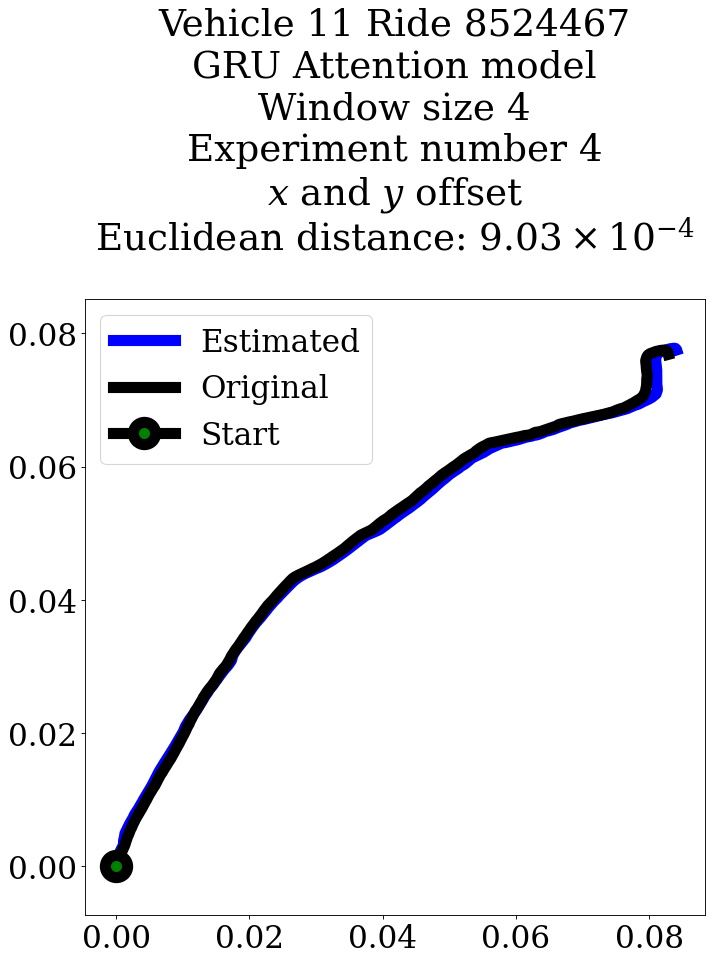 Vehicle 11 Ride 8524467
GRU Attention model
Window size 4
Experiment number 4
x and y offset
Euclidean distance: 9.03 × 10⁻⁴
Estimated
Original
Start
0.08
0.06
0.04
0.02
0.00
0.00 0.02 0.04 0.06 0.08